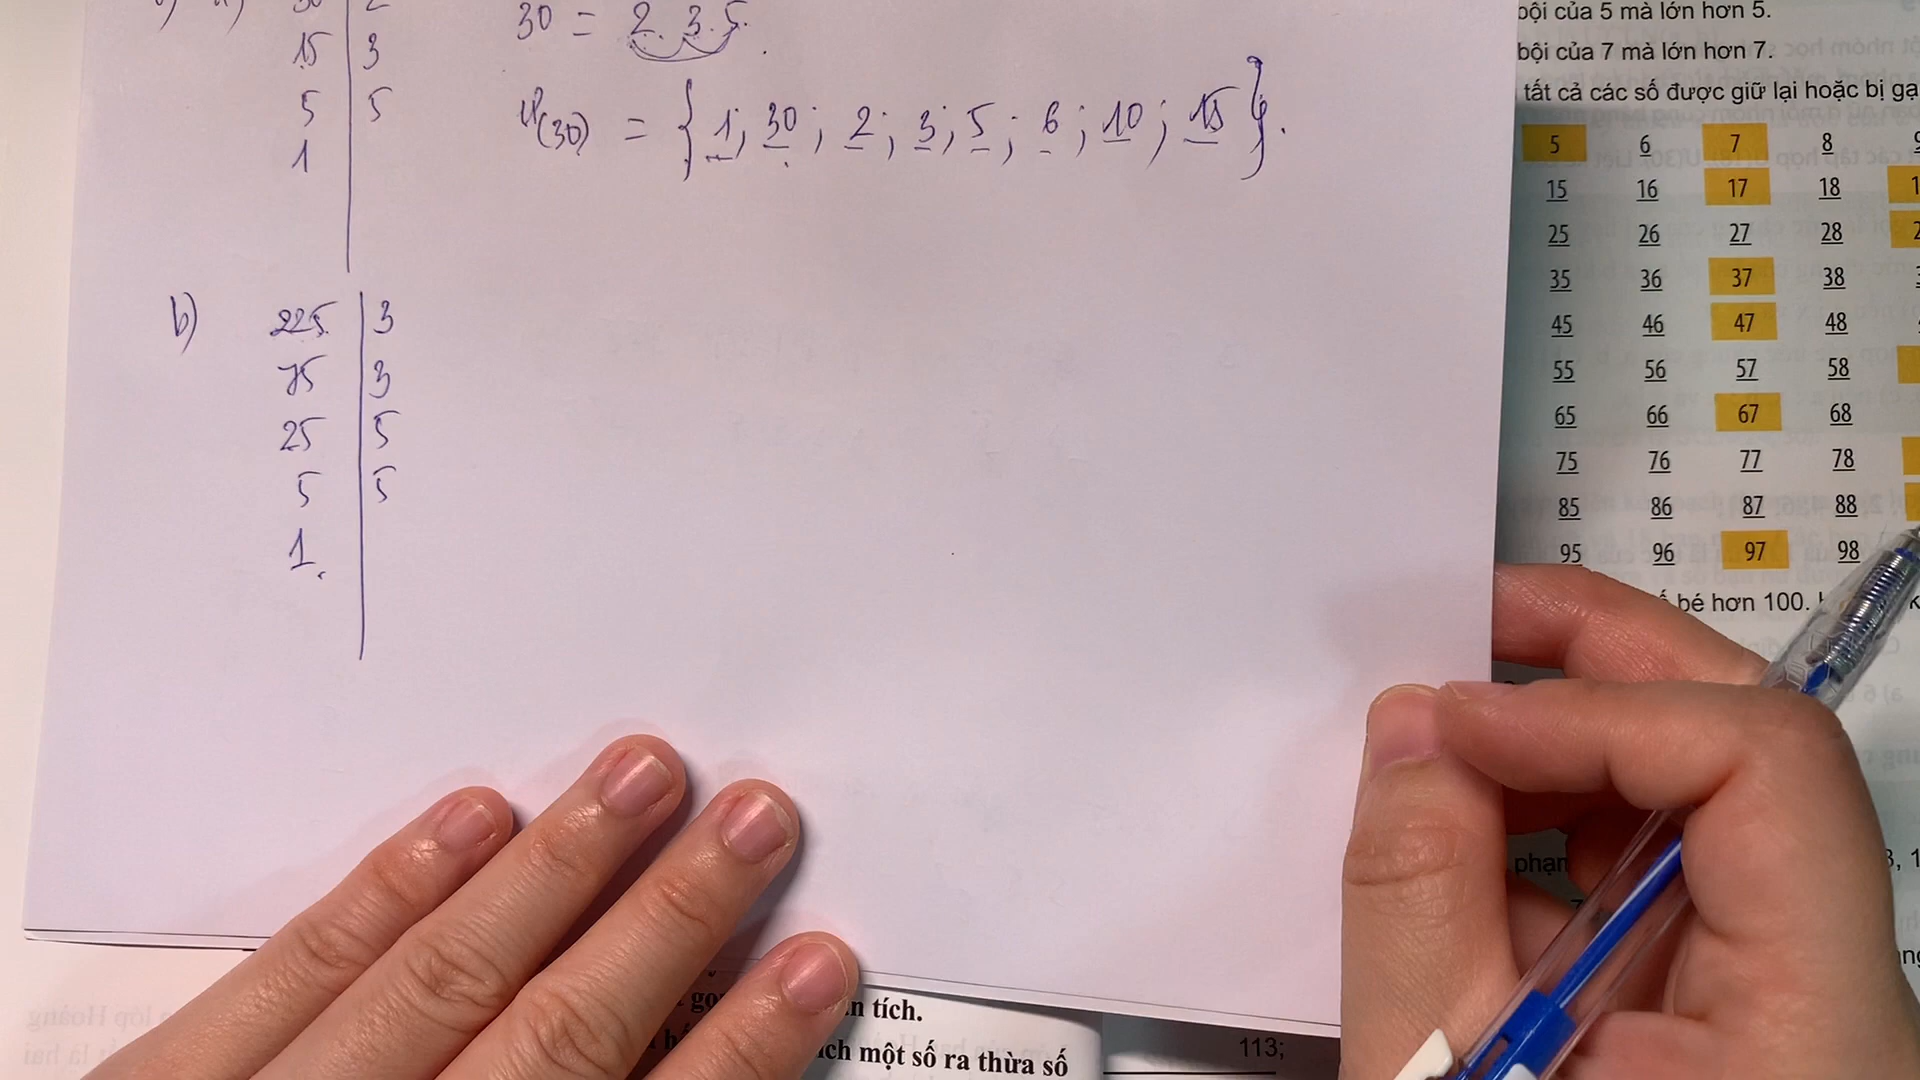 30 | 2
15 | 3
5 | 5
1
30 = 2. 3. 5.
Ư(30) = { 1; 30; 2; 3; 5; 6; 10; 15 }.
b)
225 | 3
75 | 3
25 | 5
5 | 5
1.
bội của 5 mà lớn hơn 5.
bội của 7 mà lớn hơn 7.
tất cả các số được giữ lại hoặc bị gạ
5 6 7 8
15 16 17 18
25 26 27 28
35 36 37 38
45 46 47 48
55 56 57 58
65 66 67 68
75 76 77 78
85 86 87 88
95 96 97 98
bé hơn 100.
phạm
n tích.
ích một số ra thừa số
113;